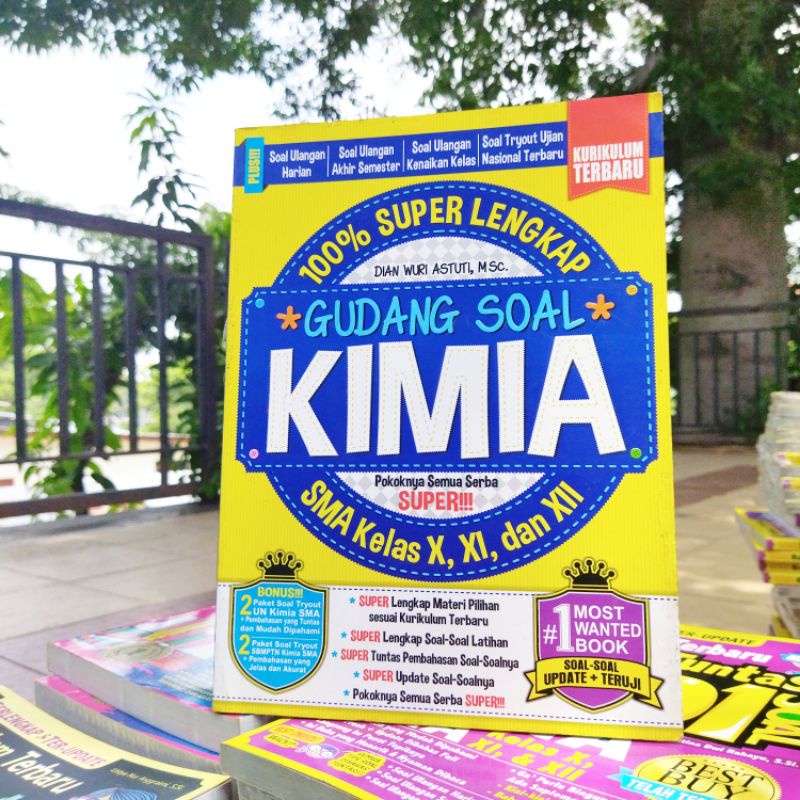 PLUS!!!
Soal Ulangan
Harian
Soal Ulangan
Akhir Semester
Soal Ulangan
Kenaikan Kelas
Soal Tryout Ujian
Nasional Terbaru
KURIKULUM
TERBARU
100% SUPER LENGKAP
DIAN WURI ASTUTI, M SC.
GUDANG SOAL
KIMIA
Pokoknya Semua Serba
SUPER!!!
SMA Kelas X, XI, dan XII
BONUS!!!
2 Paket Soal Tryout
UN Kimia SMA
+ Pembahasan yang Tuntas
dan Mudah Dipahami
2 Paket Soal Tryout
SBMPTN Kimia SMA
+ Pembahasan yang
Jelas dan Akurat
* SUPER Lengkap Materi Pilihan
sesuai Kurikulum Terbaru
* SUPER Lengkap Soal-Soal Latihan
* SUPER Tuntas Pembahasan Soal-Soalnya
* SUPER Update Soal-Soalnya
* Pokoknya Semua Serba SUPER!!!
#1 MOST
WANTED
BOOK
SOAL-SOAL
UPDATE + TERUJI
TER-UPDATE
Terbaru
Kelas X,
XI, & XII
BEST
BUY